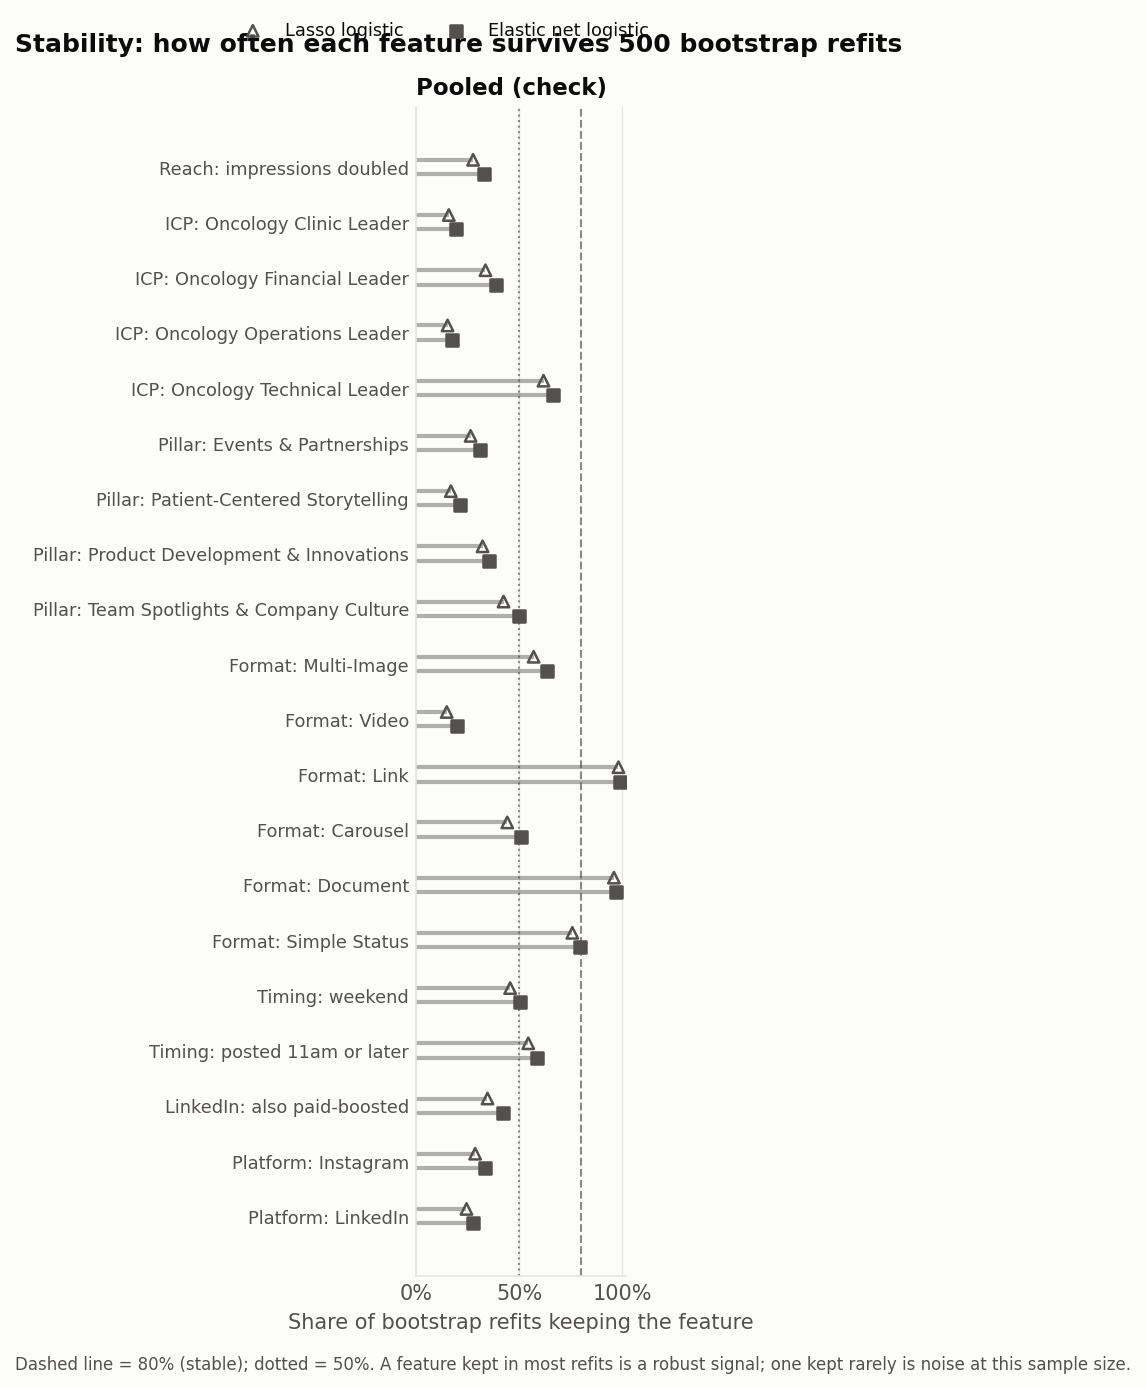 Lasso logistic Elastic net logistic
Stability: how often each feature survives 500 bootstrap refits
Pooled (check)
Reach: impressions doubled
ICP: Oncology Clinic Leader
ICP: Oncology Financial Leader
ICP: Oncology Operations Leader
ICP: Oncology Technical Leader
Pillar: Events & Partnerships
Pillar: Patient-Centered Storytelling
Pillar: Product Development & Innovations
Pillar: Team Spotlights & Company Culture
Format: Multi-Image
Format: Video
Format: Link
Format: Carousel
Format: Document
Format: Simple Status
Timing: weekend
Timing: posted 11am or later
LinkedIn: also paid-boosted
Platform: Instagram
Platform: LinkedIn
0% 50% 100%
Share of bootstrap refits keeping the feature
Dashed line = 80% (stable); dotted = 50%. A feature kept in most refits is a robust signal; one kept rarely is noise at this sample size.